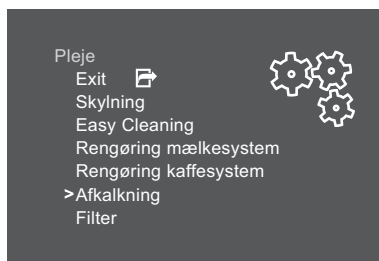 Pleje
Exit
Skylning
Easy Cleaning
Rengøring mælkesystem
Rengøring kaffesystem
>Afkalkning
Filter